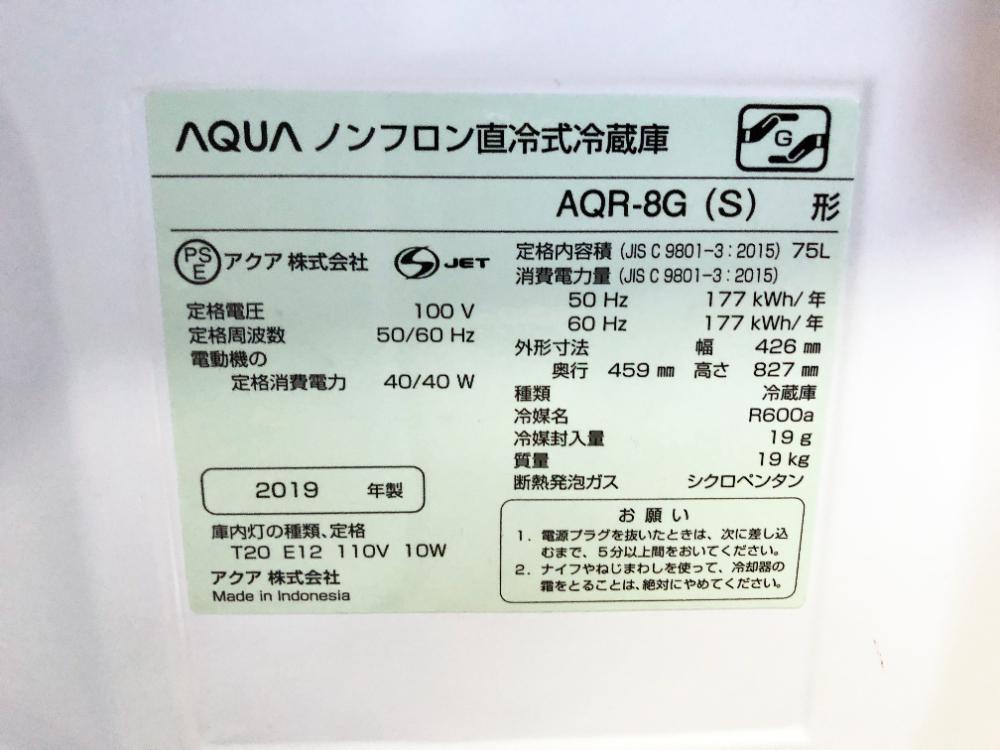 AQUA ノンフロン直冷式冷蔵庫
G
AQR-8G (S) 形
PS
E
アクア 株式会社
S JET
定格電圧 100 V
定格周波数 50/60 Hz
電動機の
定格消費電力 40/40 W
2019 年製
庫内灯の種類、定格
T20 E12 110V 10W
アクア 株式会社
Made in Indonesia
定格内容積 (JIS C 9801-3:2015) 75L
消費電力量 (JIS C 9801-3:2015)
50 Hz 177 kWh/年
60 Hz 177 kWh/年
外形寸法 幅 426 mm
奥行 459 mm 高さ 827 mm
種類 冷蔵庫
冷媒名 R600a
冷媒封入量 19 g
質量 19 kg
断熱発泡ガス シクロペンタン
お願い
1. 電源プラグを抜いたときは、次に差し込
むまで、5分以上間をおいてください。
2. ナイフやねじまわしを使って、冷却器の
霜をとることは、絶対にやめてください。